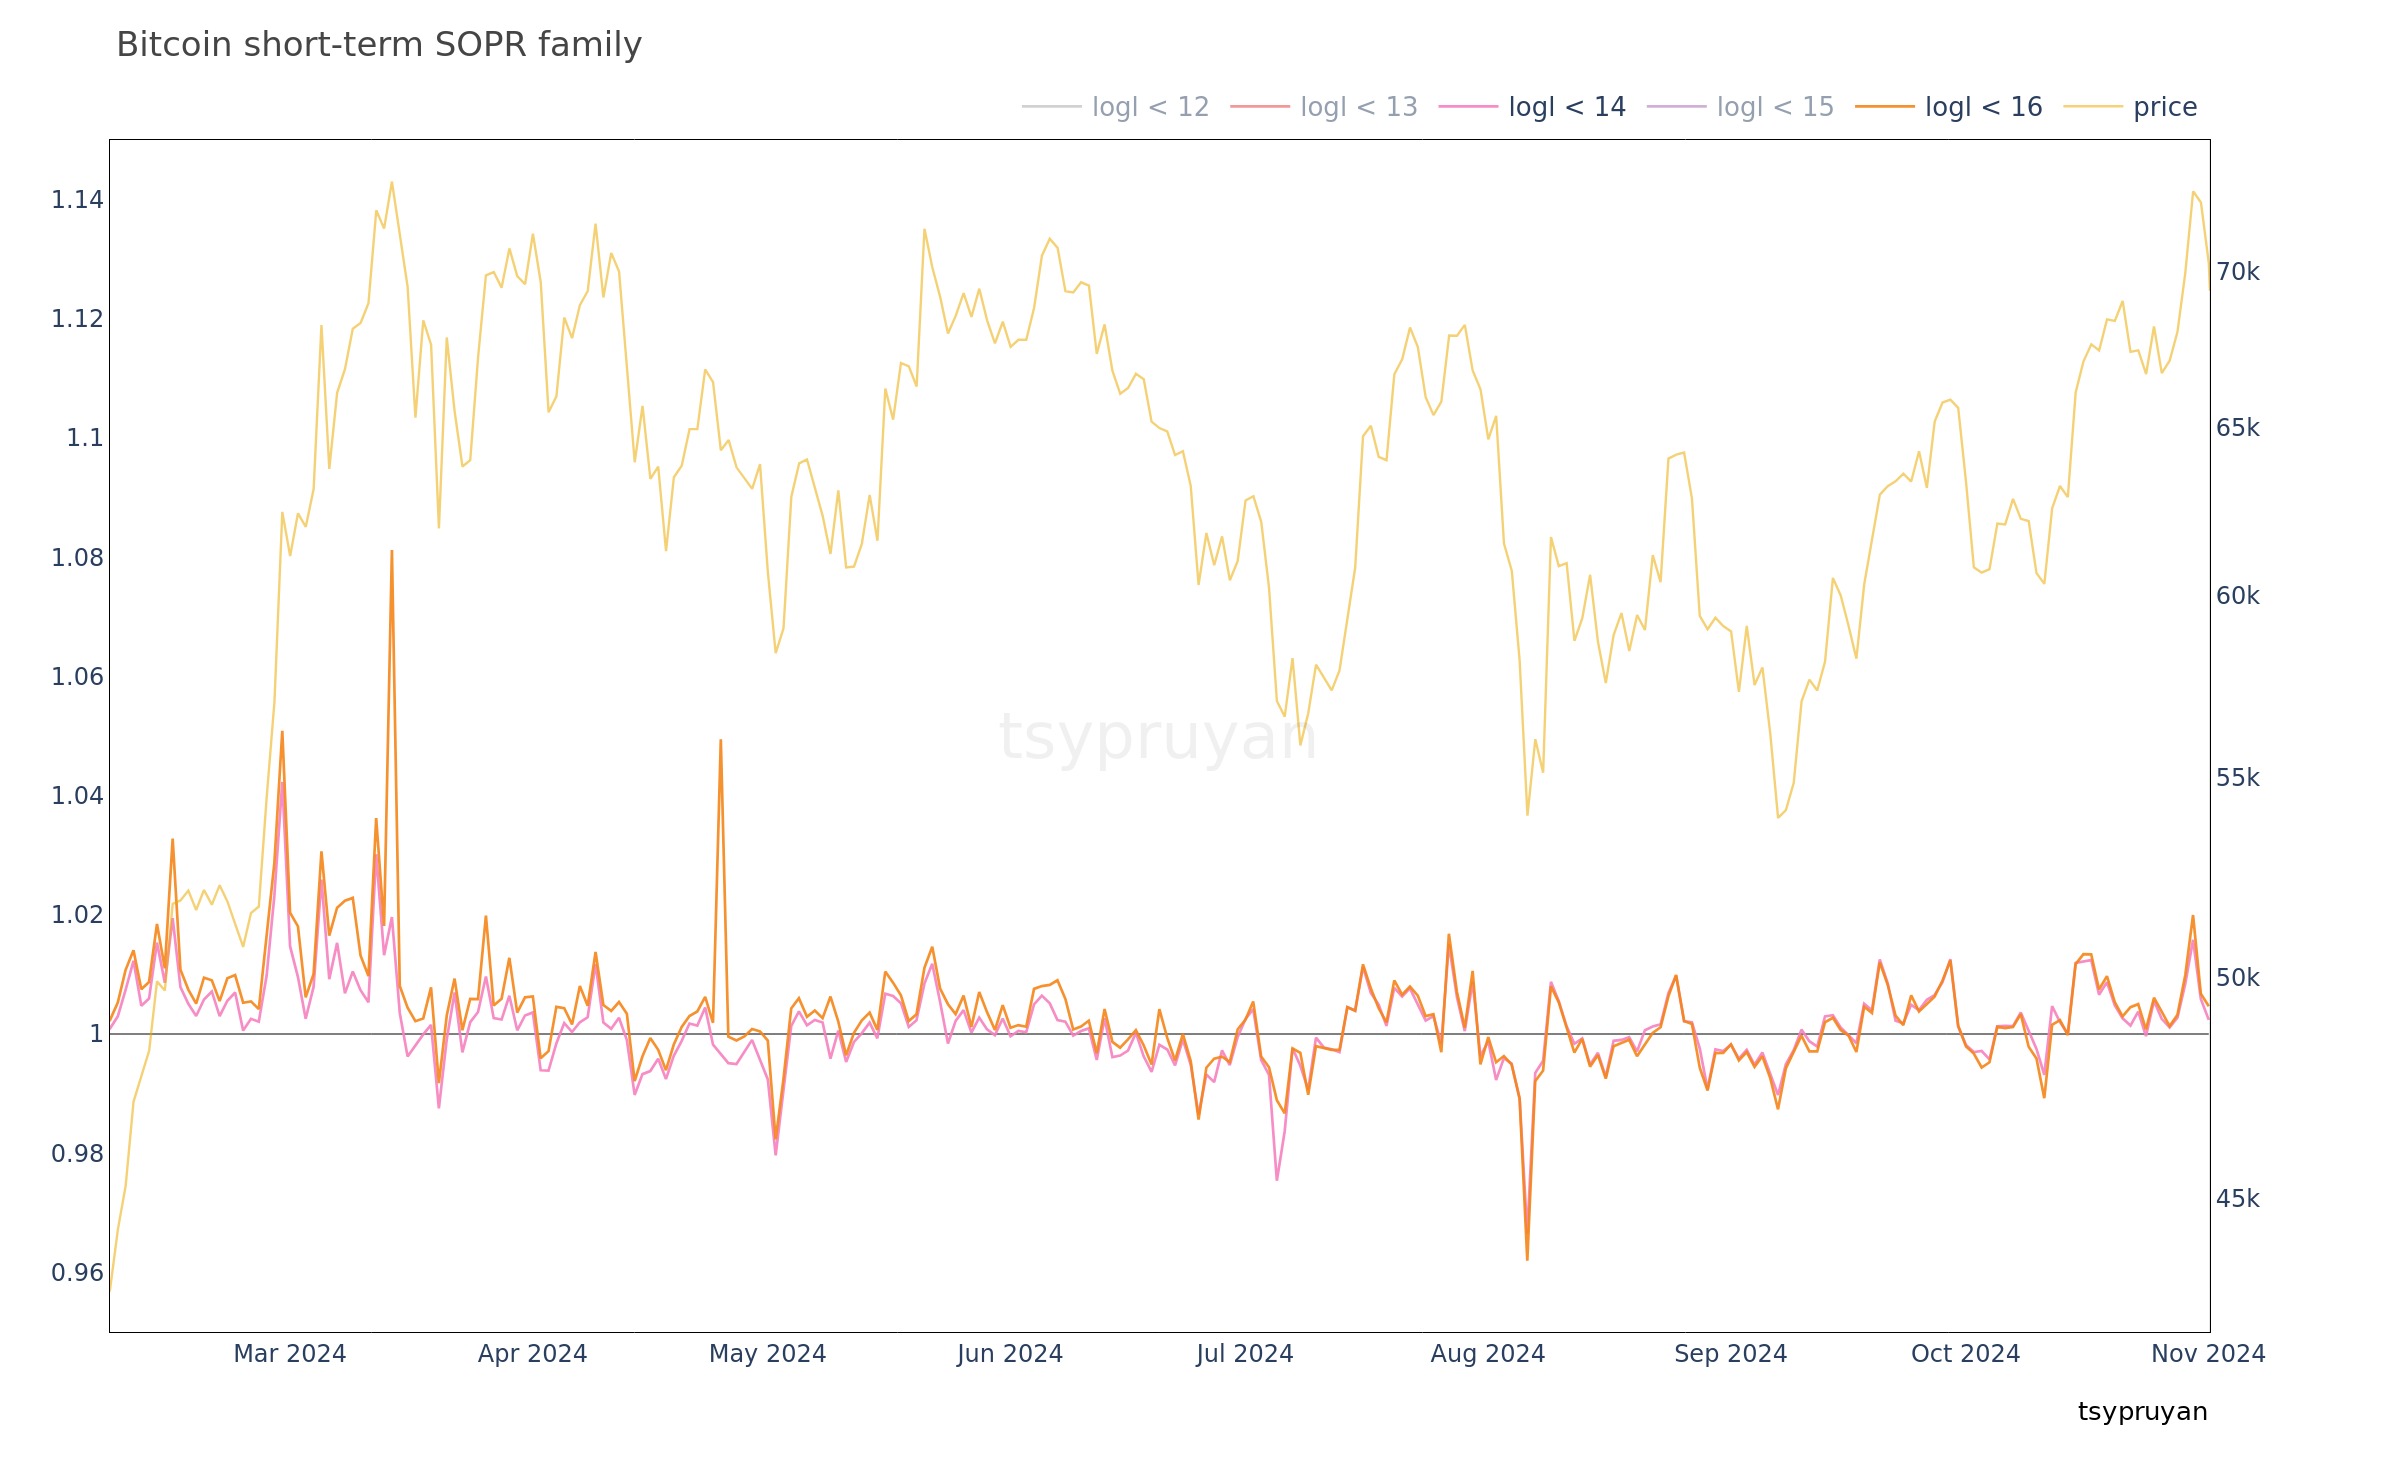 Bitcoin short-term SOPR family
logl < 12 logl < 13 logl < 14 logl < 15 logl < 16 price
1.14
1.12
1.1
1.08
1.06
1.04
1.02
1
0.98
0.96
70k
65k
60k
55k
50k
45k
tsypruyan
Mar 2024 Apr 2024 May 2024 Jun 2024 Jul 2024 Aug 2024 Sep 2024 Oct 2024 Nov 2024
tsypruyan